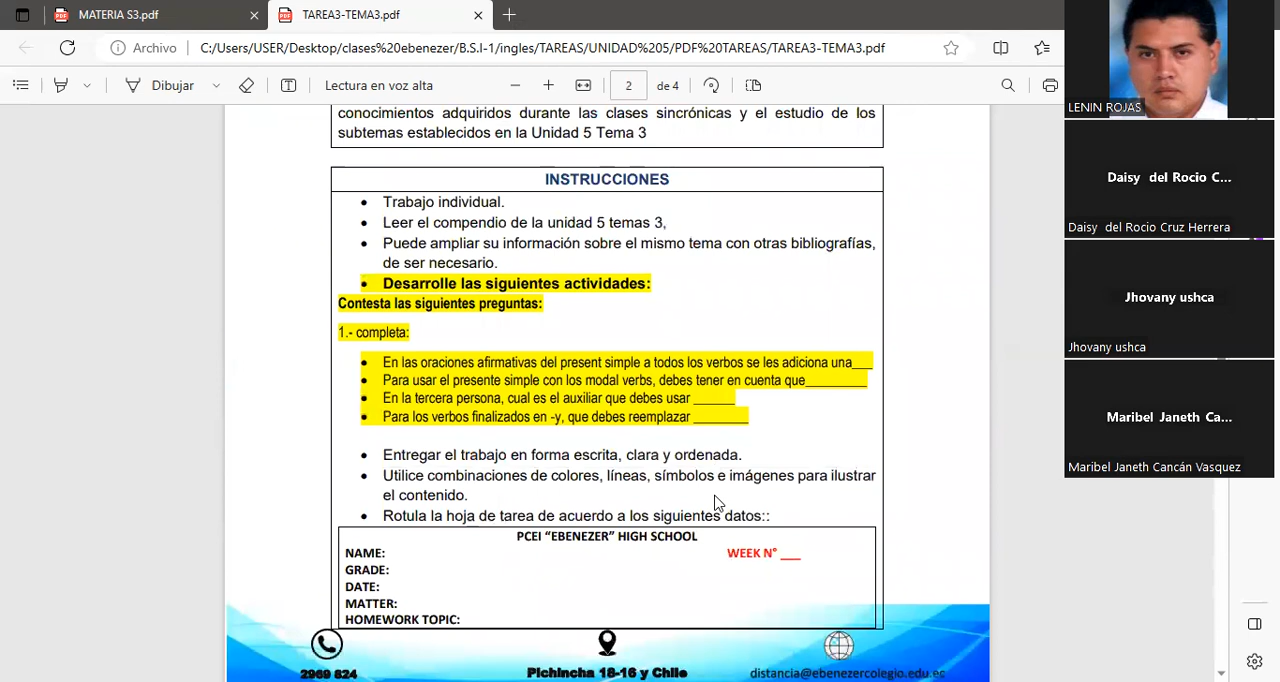 MATERIA S3.pdf
TAREA3-TEMA3.pdf
Archivo
C:/Users/USER/Desktop/clases%20ebenezer/B.S.I-1/ingles/TAREAS/UNIDAD%205/PDF%20TAREAS/TAREA3-TEMA3.pdf
Dibujar
Lectura en voz alta
2 de 4
conocimientos adquiridos durante las clases sincrónicas y el estudio de los
subtemas establecidos en la Unidad 5 Tema 3
INSTRUCCIONES
• Trabajo individual.
• Leer el compendio de la unidad 5 temas 3,
• Puede ampliar su información sobre el mismo tema con otras bibliografías,
de ser necesario.
• Desarrolle las siguientes actividades:
Contesta las siguientes preguntas:
1.- completa:
• En las oraciones afirmativas del present simple a todos los verbos se les adiciona una___
• Para usar el presente simple con los modal verbs, debes tener en cuenta que_________
• En la tercera persona, cual es el auxiliar que debes usar ______
• Para los verbos finalizados en -y, que debes reemplazar ________
• Entregar el trabajo en forma escrita, clara y ordenada.
• Utilice combinaciones de colores, líneas, símbolos e imágenes para ilustrar
el contenido.
• Rotula la hoja de tarea de acuerdo a los siguientes datos::
PCEI “EBENEZER” HIGH SCHOOL
NAME: WEEK N° ___
GRADE:
DATE:
MATTER:
HOMEWORK TOPIC:
2969 824
Pichincha 18-16 y Chile
distancia@ebenezercolegio.edu.ec
LENIN ROJAS
Daisy del Rocio C...
Daisy del Rocio Cruz Herrera
Jhovany ushca
Jhovany ushca
Maribel Janeth Ca...
Maribel Janeth Cancán Vasquez